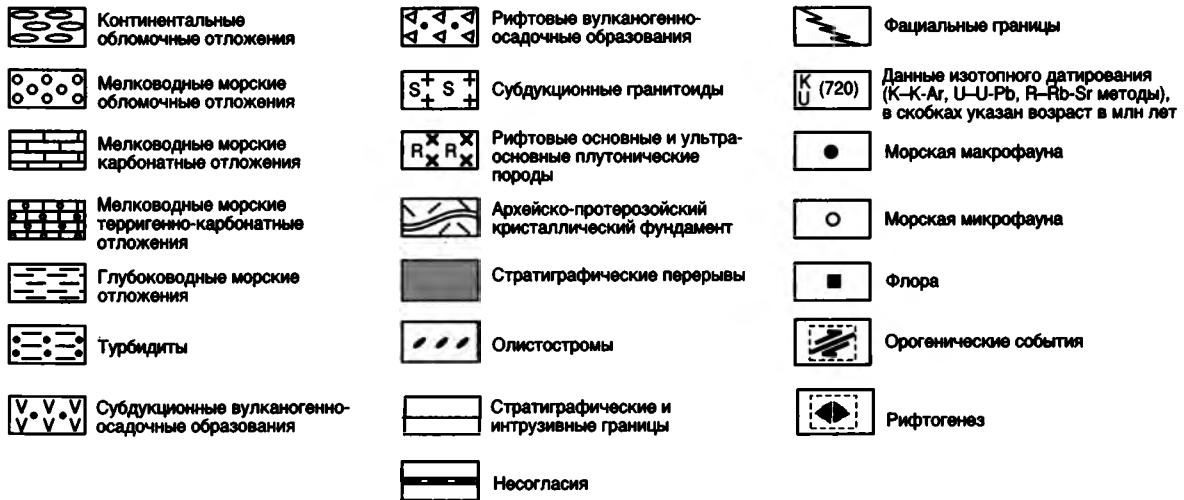 Континентальные
обломочные отложения
Мелководные морские
обломочные отложения
Мелководные морские
карбонатные отложения
Мелководные морские
терригенно-карбонатные
отложения
Глубоководные морские
отложения
Турбидиты
Субдукционные вулканогенно-
осадочные образования
Рифтовые вулканогенно-
осадочные образования
S S
Субдукционные гранитоиды
R R
Рифтовые основные и ультра-
основные плутонические
породы
Архейско-протерозойский
кристаллический фундамент
Стратиграфические перерывы
Олистостромы
Стратиграфические и
интрузивные границы
Несогласия
Фациальные границы
K
U (720)
Данные изотопного датирования
(K–K-Ar, U–U-Pb, R–Rb-Sr методы),
в скобках указан возраст в млн лет
Морская макрофауна
Морская микрофауна
Флора
Орогенические события
Рифтогенез